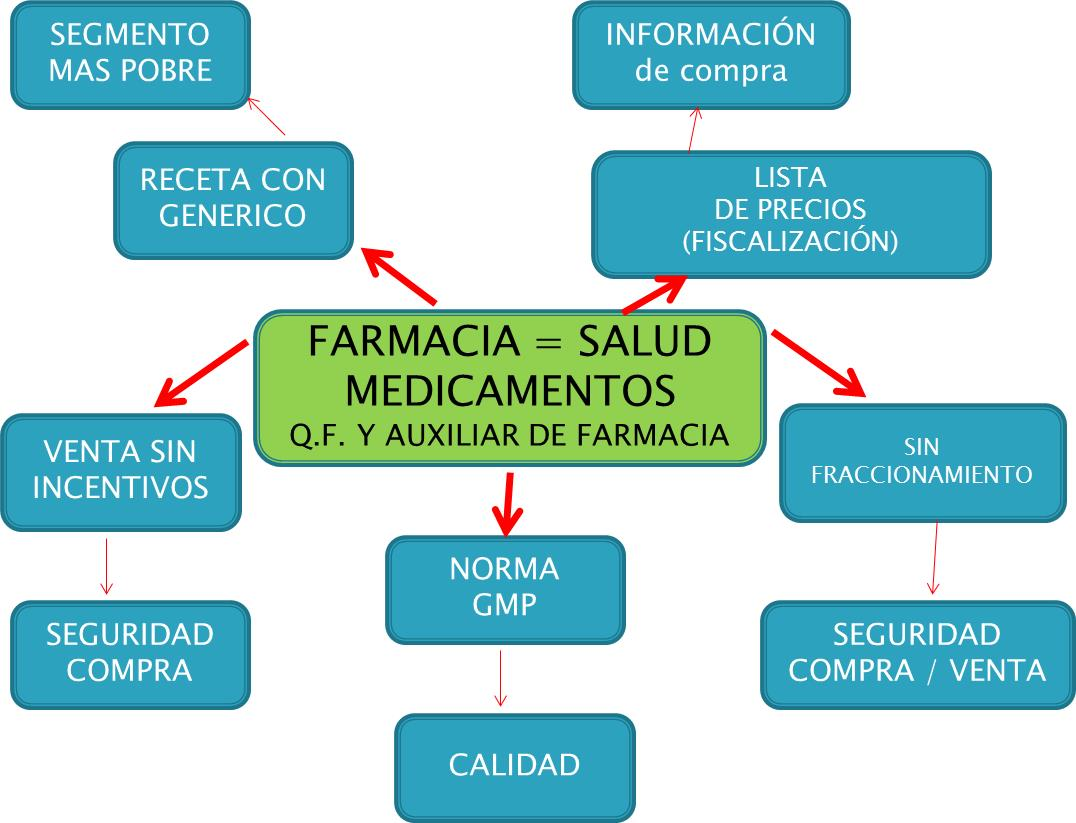 SEGMENTO
MAS POBRE
INFORMACIÓN
de compra
RECETA CON
GENERICO
LISTA
DE PRECIOS
(FISCALIZACIÓN)
FARMACIA = SALUD
MEDICAMENTOS
Q.F. Y AUXILIAR DE FARMACIA
VENTA SIN
INCENTIVOS
SIN
FRACCIONAMIENTO
NORMA
GMP
SEGURIDAD
COMPRA
SEGURIDAD
COMPRA / VENTA
CALIDAD